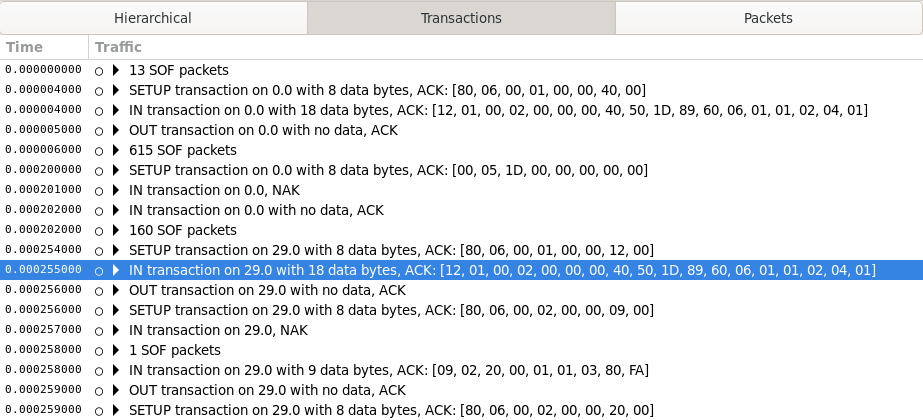 Hierarchical Transactions Packets
Time Traffic
0.000000000 ○ ▶ 13 SOF packets
0.000004000 ○ ▶ SETUP transaction on 0.0 with 8 data bytes, ACK: [80, 06, 00, 01, 00, 00, 40, 00]
0.000004000 ○ ▶ IN transaction on 0.0 with 18 data bytes, ACK: [12, 01, 00, 02, 00, 00, 00, 40, 50, 1D, 89, 60, 06, 01, 01, 02, 04, 01]
0.000005000 ○ ▶ OUT transaction on 0.0 with no data, ACK
0.000006000 ○ ▶ 615 SOF packets
0.000200000 ○ ▶ SETUP transaction on 0.0 with 8 data bytes, ACK: [00, 05, 1D, 00, 00, 00, 00, 00]
0.000201000 ○ ▶ IN transaction on 0.0, NAK
0.000202000 ○ ▶ IN transaction on 0.0 with no data, ACK
0.000202000 ○ ▶ 160 SOF packets
0.000254000 ○ ▶ SETUP transaction on 29.0 with 8 data bytes, ACK: [80, 06, 00, 01, 00, 00, 12, 00]
0.000255000 ○ ▶ IN transaction on 29.0 with 18 data bytes, ACK: [12, 01, 00, 02, 00, 00, 00, 40, 50, 1D, 89, 60, 06, 01, 01, 02, 04, 01]
0.000256000 ○ ▶ OUT transaction on 29.0 with no data, ACK
0.000256000 ○ ▶ SETUP transaction on 29.0 with 8 data bytes, ACK: [80, 06, 00, 02, 00, 00, 09, 00]
0.000257000 ○ ▶ IN transaction on 29.0, NAK
0.000258000 ○ ▶ 1 SOF packets
0.000258000 ○ ▶ IN transaction on 29.0 with 9 data bytes, ACK: [09, 02, 20, 00, 01, 01, 03, 80, FA]
0.000259000 ○ ▶ OUT transaction on 29.0 with no data, ACK
0.000259000 ○ ▶ SETUP transaction on 29.0 with 8 data bytes, ACK: [80, 06, 00, 02, 00, 00, 20, 00]